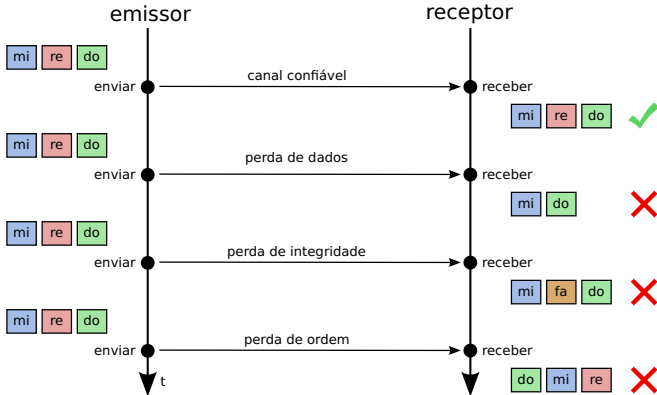 emissor receptor
mi re do
canal confiável
enviar receber
mi re do
mi re do
perda de dados
enviar receber
mi do
mi re do
perda de integridade
enviar receber
mi fa do
mi re do
perda de ordem
enviar receber
t
do mi re